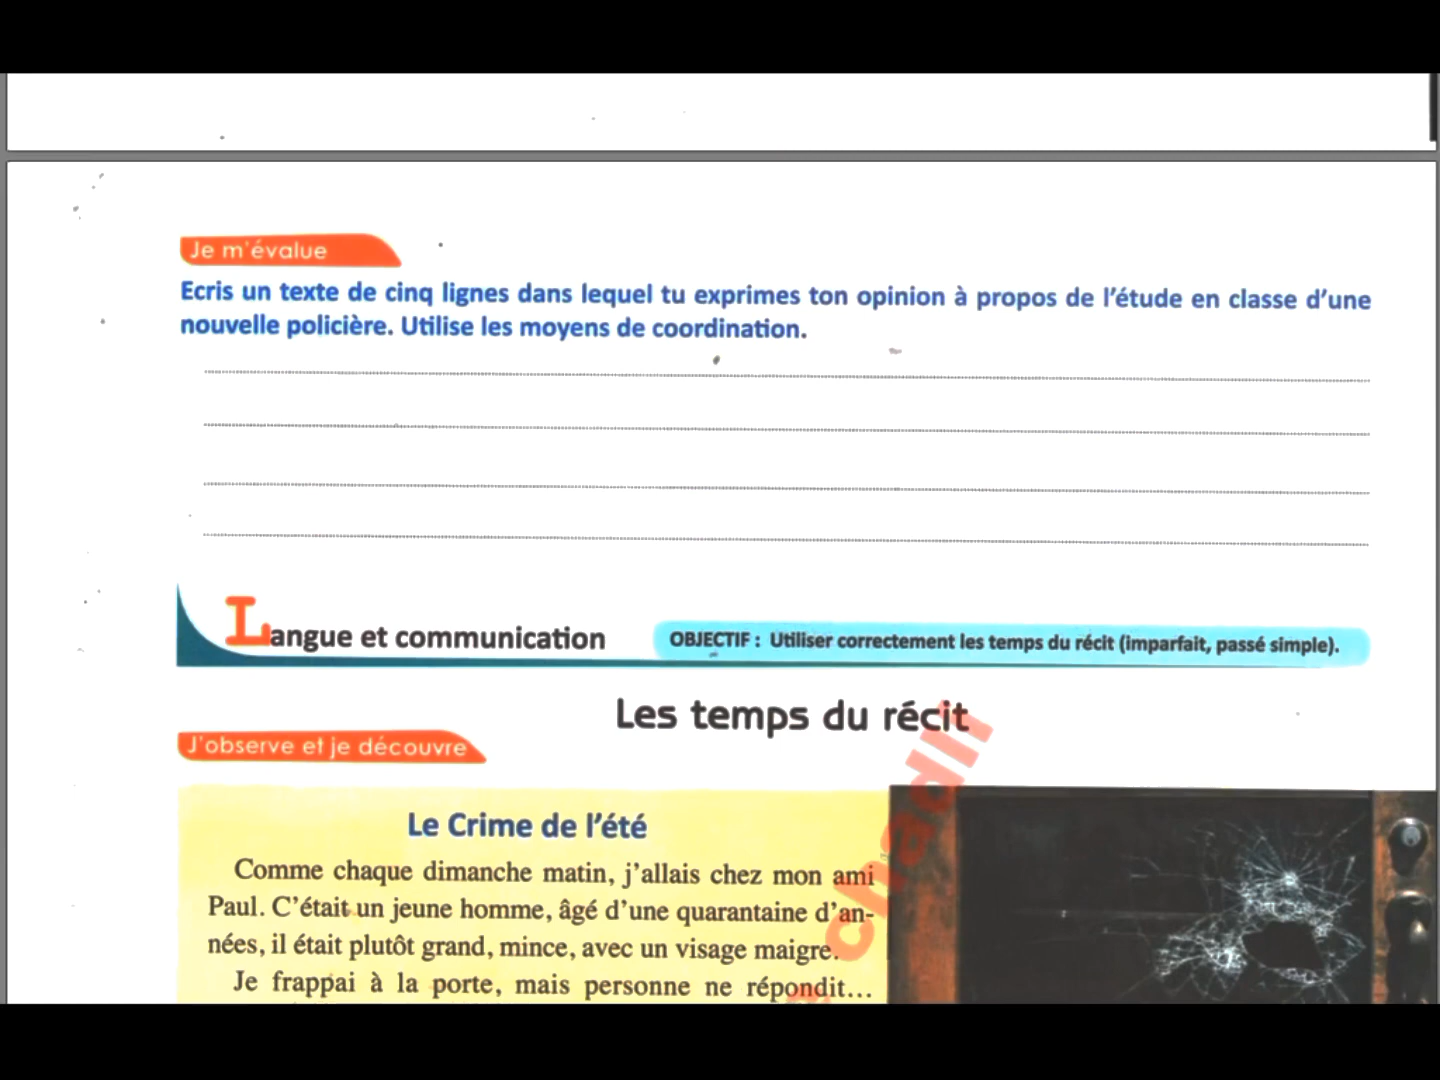 Je m'évalue
Ecris un texte de cinq lignes dans lequel tu exprimes ton opinion à propos de l'étude en classe d'une
nouvelle policière. Utilise les moyens de coordination.
Langue et communication
OBJECTIF : Utiliser correctement les temps du récit (imparfait, passé simple).
Les temps du récit
J'observe et je découvre
Le Crime de l'été
Comme chaque dimanche matin, j'allais chez mon ami
Paul. C'était un jeune homme, âgé d'une quarantaine d'an-
nées, il était plutôt grand, mince, avec un visage maigre.
Je frappai à la porte, mais personne ne répondit...
chadli